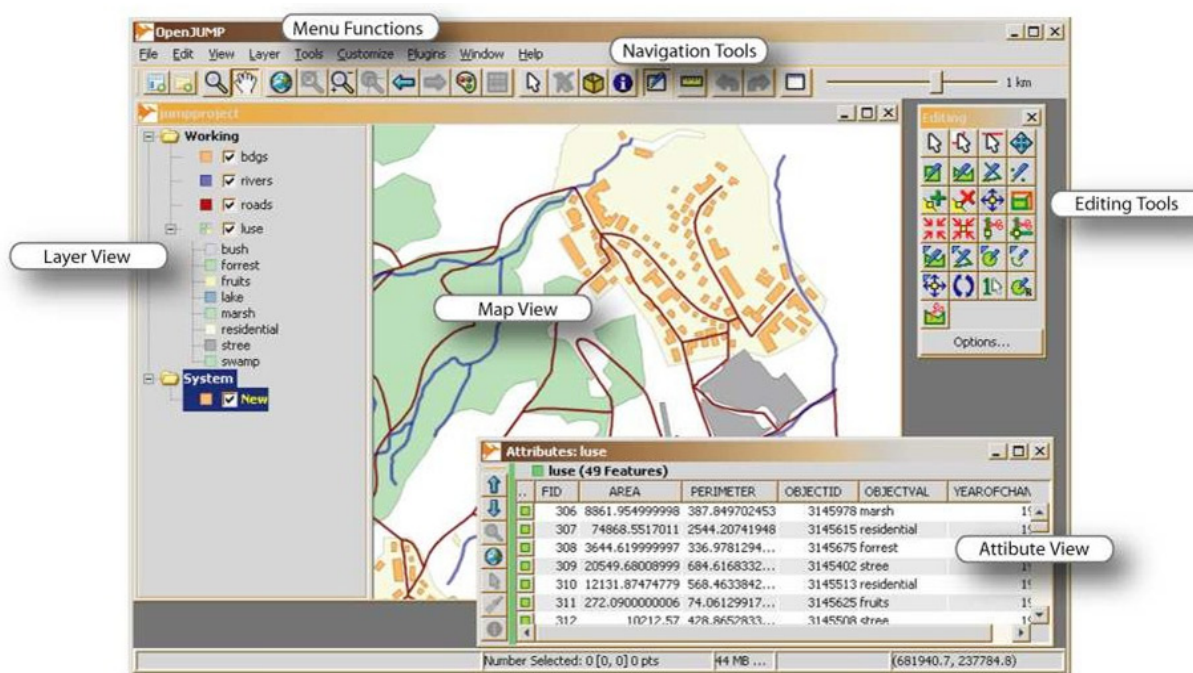 Menu Functions
OpenJUMP
File Edit View Layer Tools Customize Plugins Window Help
Navigation Tools
1 km
jumpproject
Editing
Working
bdgs
rivers
roads
luse
bush
forrest
fruits
lake
marsh
residential
stree
swamp
System
New
Layer View
Map View
Editing Tools
Options...
Attributes: luse
luse (49 Features)
.. FID AREA PERIMETER OBJECTID OBJECTVAL YEAROFCHAN
306 8861.954999998 387.849702453 3145978 marsh 19
307 74868.5517011 2544.20741948 3145615 residential
308 3644.619999997 336.9781294... 3145675 forrest
309 20549.68008999 684.6168332... 3145402 stree
310 12131.87474779 568.4633842... 3145513 residential 19
311 272.0900000006 74.06129917... 3145625 fruits 19
312 10212.57 428.8652833... 3145508 stree
Attibute View
Number Selected: 0 [0, 0] 0 pts 44 MB ... (681940.7, 237784.8)